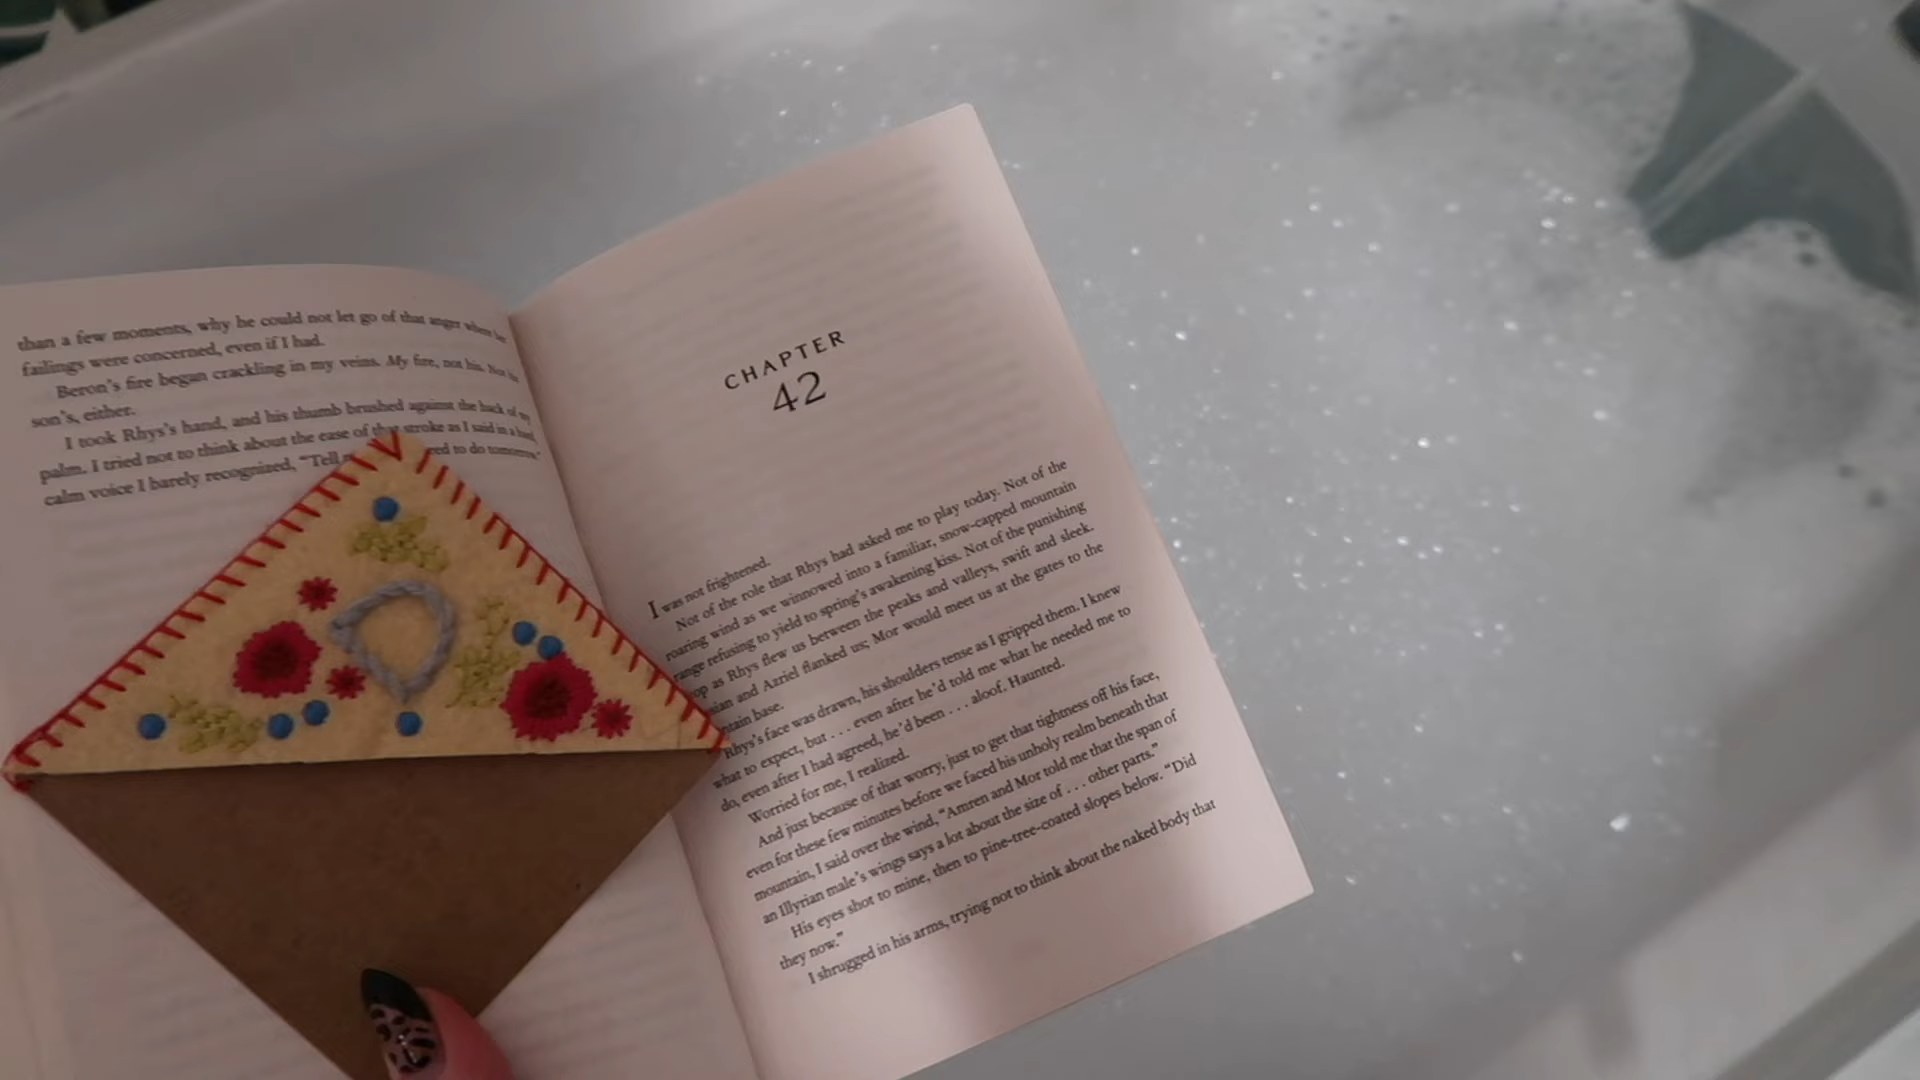 than a few moments, why he could not let go of that anger where her
failings were concerned, even if I had.
Beron's fire began crackling in my veins. My fire, not his. Not his
son's, either.
I took Rhys's hand, and his thumb brushed against the back of my
palm. I tried not to think about the ease of that stroke as I said in a hard,
calm voice I barely recognized, “Tell to do tomorrow.”
D
CHAPTER
42
I was not frightened.
Not of the role that Rhys had asked me to play today. Not of the
roaring wind as we winnowed into a familiar, snow-capped mountain
range refusing to yield to spring's awakening kiss. Not of the punishing
as Rhys flew us between the peaks and valleys, swift and sleek.
and Azriel flanked us; Mor would meet us at the gates to the
base.
Rhys's face was drawn, his shoulders tense as I gripped them. I knew
what to expect, but . . . even after he'd told me what he needed me to
do, even after I had agreed, he'd been . . . aloof. Haunted.
Worried for me, I realized.
And just because of that worry, just to get that tightness off his face,
even for these few minutes before we faced his unholy realm beneath that
mountain, I said over the wind, “Amren and Mor told me that the span of
an Illyrian male's wings says a lot about the size of . . . other parts.”
His eyes shot to mine, then to pine-tree-coated slopes below. “Did
they now.”
I shrugged in his arms, trying not to think about the naked body that